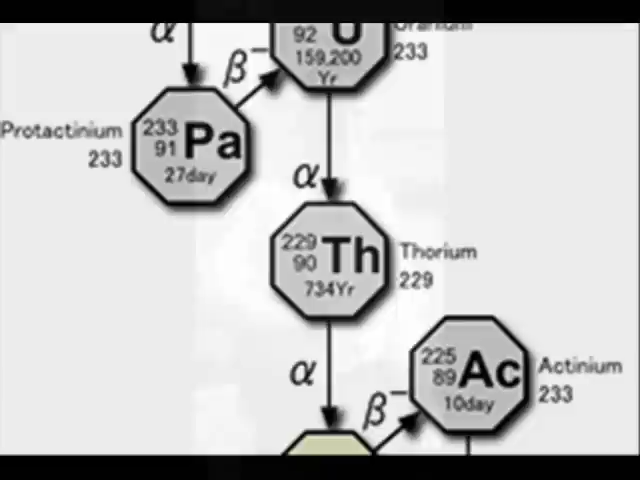 α
92 U
159,200
Yr
Uranium
233
β−
Protactinium
233
233
91 Pa
27day
α
229
90 Th
734Yr
Thorium
229
α
β−
225
89 Ac
10day
Actinium
233